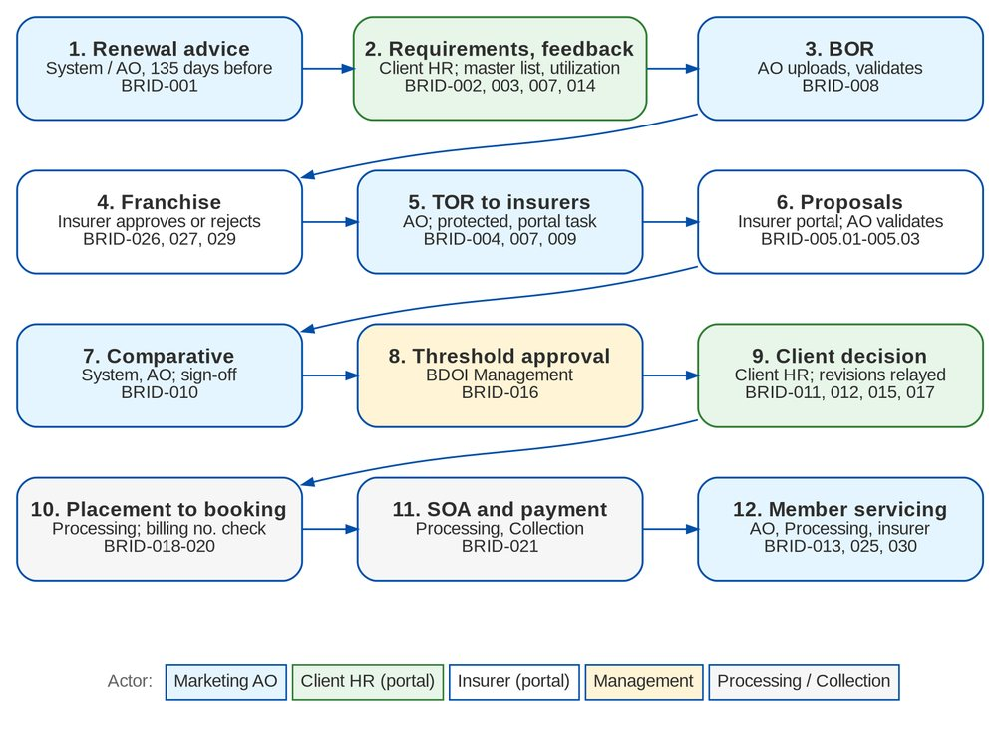 1. Renewal advice
System / AO, 135 days before
BRID-001
2. Requirements, feedback
Client HR; master list, utilization
BRID-002, 003, 007, 014
3. BOR
AO uploads, validates
BRID-008
4. Franchise
Insurer approves or rejects
BRID-026, 027, 029
5. TOR to insurers
AO; protected, portal task
BRID-004, 007, 009
6. Proposals
Insurer portal; AO validates
BRID-005.01-005.03
7. Comparative
System, AO; sign-off
BRID-010
8. Threshold approval
BDOI Management
BRID-016
9. Client decision
Client HR; revisions relayed
BRID-011, 012, 015, 017
10. Placement to booking
Processing; billing no. check
BRID-018-020
11. SOA and payment
Processing, Collection
BRID-021
12. Member servicing
AO, Processing, insurer
BRID-013, 025, 030
Actor:
Marketing AO
Client HR (portal)
Insurer (portal)
Management
Processing / Collection